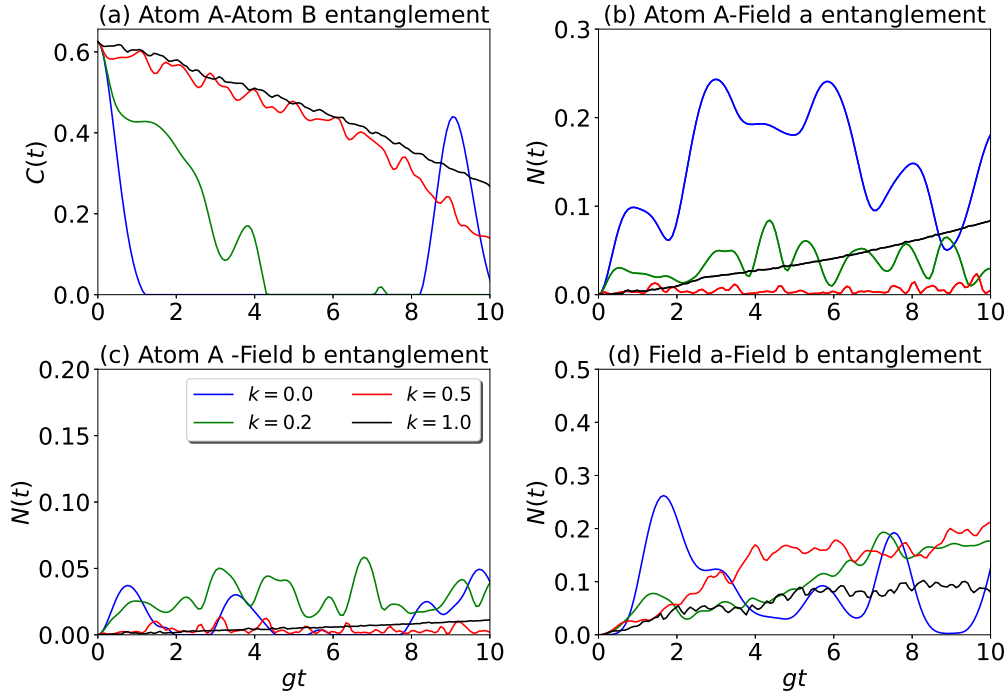 (a) Atom A-Atom B entanglement
C(t)
0.6
0.4
0.2
0.0
0 2 4 6 8 10
(b) Atom A-Field a entanglement
N(t)
0.3
0.2
0.1
0.0
0 2 4 6 8 10
(c) Atom A -Field b entanglement
N(t)
0.20
0.15
0.10
0.05
0.00
k = 0.0
k = 0.2
k = 0.5
k = 1.0
0 2 4 6 8 10
gt
(d) Field a-Field b entanglement
N(t)
0.5
0.4
0.3
0.2
0.1
0.0
0 2 4 6 8 10
gt